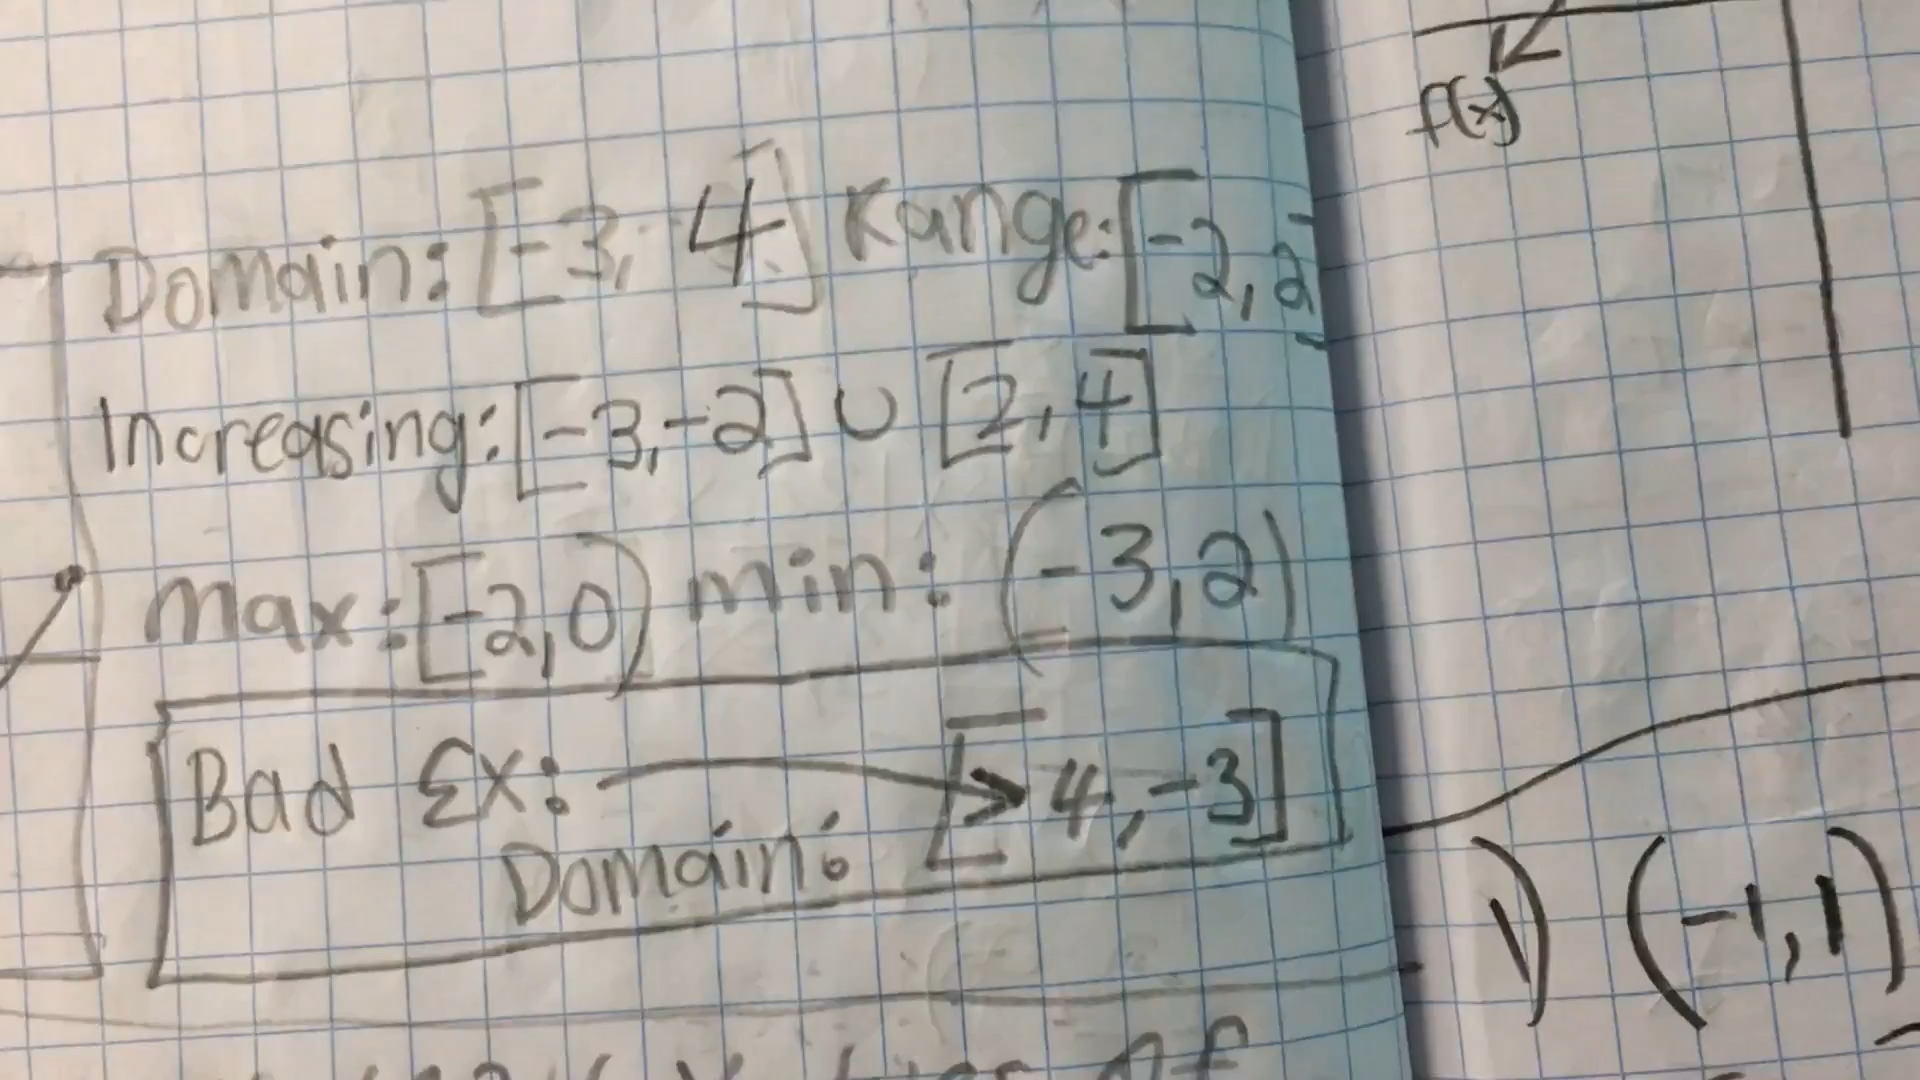 Domain: [-3, 4] Range: [-2, 2]
Increasing: [-3,-2] ∪ [2, 4]
Max: [-2,0) min: (-3,2)
Bad Ex: → [4,-3]
Domain:
f(x)
1) (-1,1)